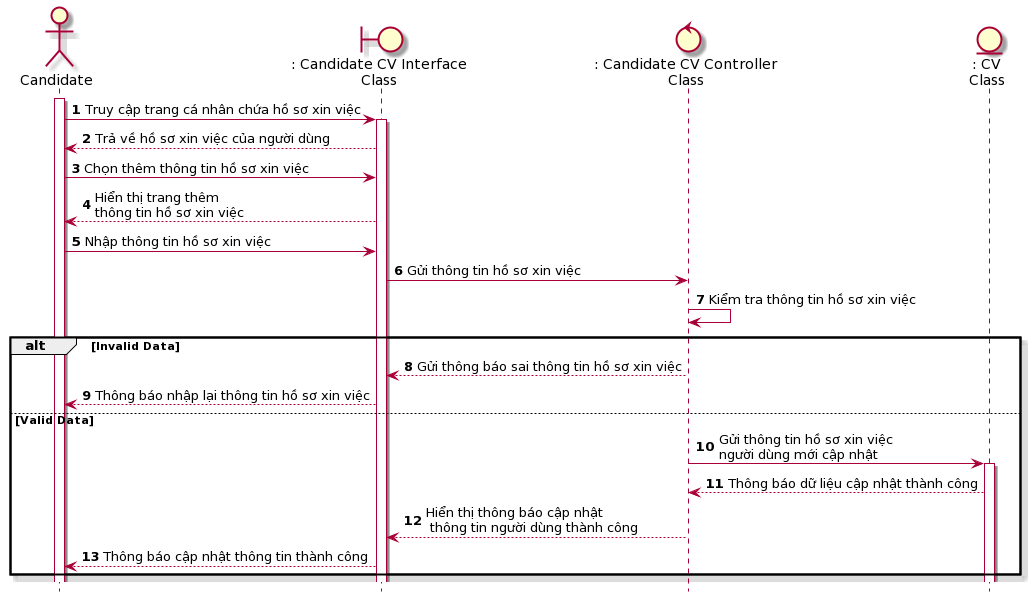 Candidate
: Candidate CV Interface
Class
: Candidate CV Controller
Class
: CV
Class
1 Truy cập trang cá nhân chứa hồ sơ xin việc
2 Trả về hồ sơ xin việc của người dùng
3 Chọn thêm thông tin hồ sơ xin việc
4 Hiển thị trang thêm
thông tin hồ sơ xin việc
5 Nhập thông tin hồ sơ xin việc
6 Gửi thông tin hồ sơ xin việc
7 Kiểm tra thông tin hồ sơ xin việc
alt [Invalid Data]
8 Gửi thông báo sai thông tin hồ sơ xin việc
9 Thông báo nhập lại thông tin hồ sơ xin việc
[Valid Data]
10 Gửi thông tin hồ sơ xin việc
người dùng mới cập nhật
11 Thông báo dữ liệu cập nhật thành công
12 Hiển thị thông báo cập nhật
thông tin người dùng thành công
13 Thông báo cập nhật thông tin thành công